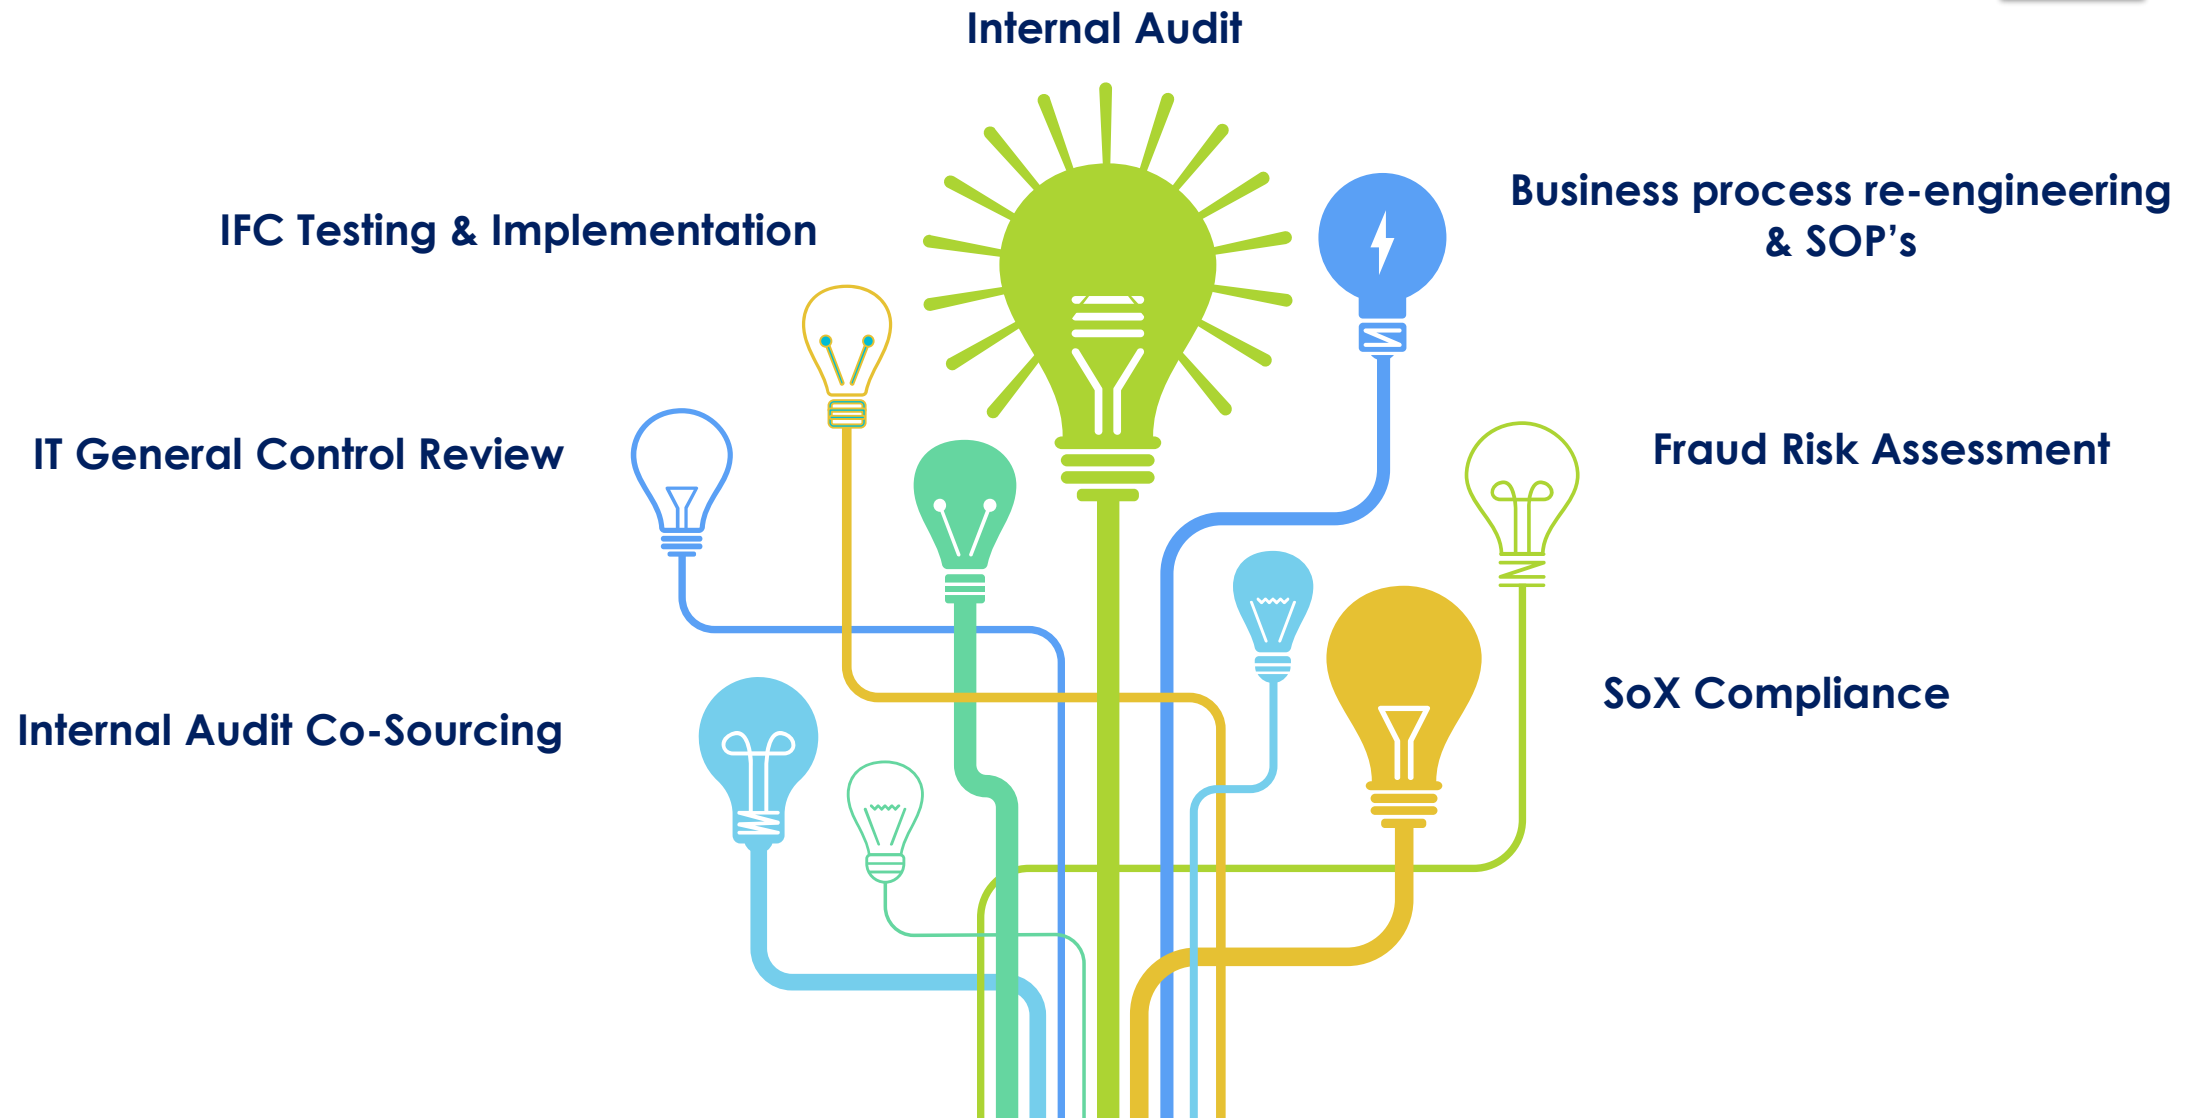 Internal Audit
IFC Testing & Implementation
Business process re-engineering
& SOP’s
IT General Control Review
Fraud Risk Assessment
Internal Audit Co-Sourcing
SoX Compliance